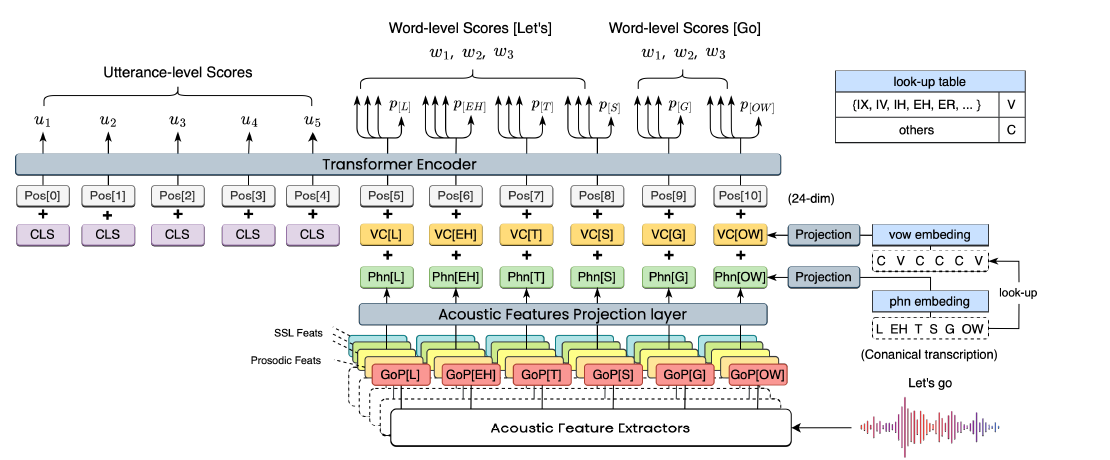 Word-level Scores [Let's]
Word-level Scores [Go]
w1, w2, w3
w1, w2, w3
Utterance-level Scores
look-up table
{IX, IV, IH, EH, ER, ... } V
others C
u1 u2 u3 u4 u5
p[L] p[EH] p[T] p[S] p[G] p[OW]
Transformer Encoder
Pos[0] Pos[1] Pos[2] Pos[3] Pos[4] Pos[5] Pos[6] Pos[7] Pos[8] Pos[9] Pos[10] (24-dim)
+ + + + + + + + + + +
CLS CLS CLS CLS CLS VC[L] VC[EH] VC[T] VC[S] VC[G] VC[OW] Projection vow embeding
C V C C C V
+ + + + + +
Phn[L] Phn[EH] Phn[T] Phn[S] Phn[G] Phn[OW] Projection
look-up
phn embeding
Acoustic Features Projection layer
L EH T S G OW
SSL Feats
(Conanical transcription)
Prosodic Feats
GoP[L] GoP[EH] GoP[T] GoP[S] GoP[G] GoP[OW]
Let's go
Acoustic Feature Extractors